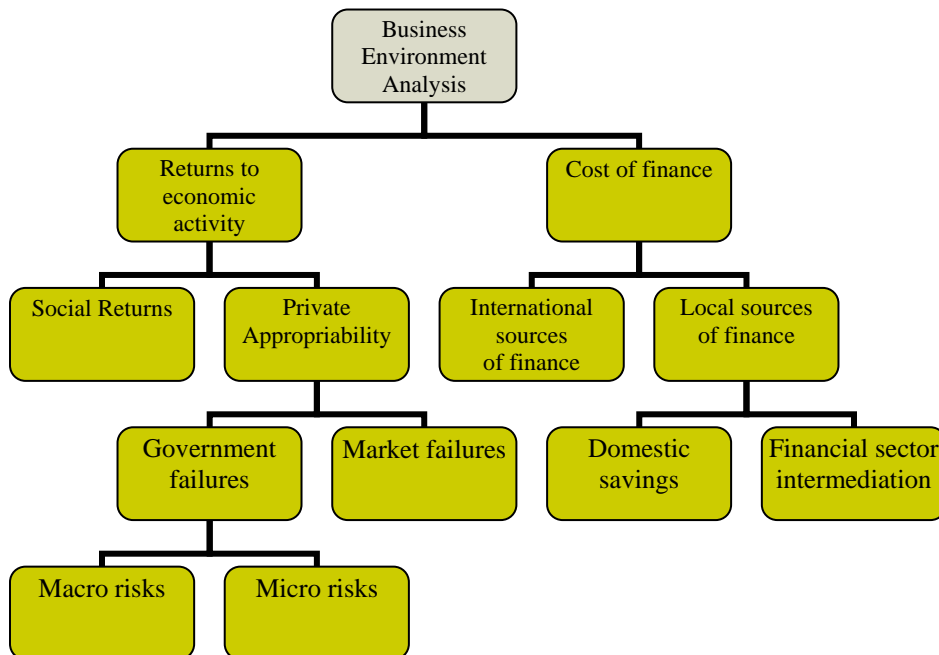 Business
Environment
Analysis
Returns to
economic
activity
Cost of finance
Social Returns
Private
Appropriability
International
sources
of finance
Local sources
of finance
Government
failures
Market failures
Domestic
savings
Financial sector
intermediation
Macro risks
Micro risks